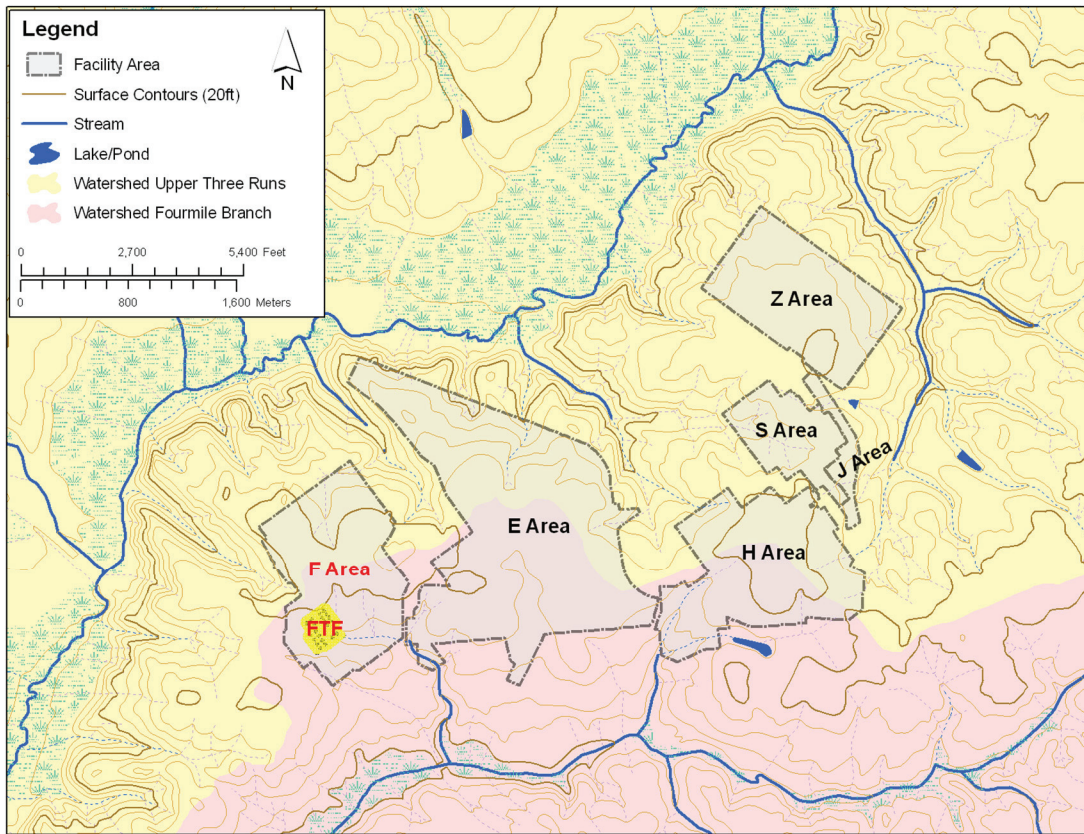 Legend
N
Facility Area
Surface Contours (20ft)
Stream
Lake/Pond
Watershed Upper Three Runs
Watershed Fourmile Branch
0 2,700 5,400 Feet
0 800 1,600 Meters
Z Area
S Area
J Area
E Area
H Area
F Area
FTF